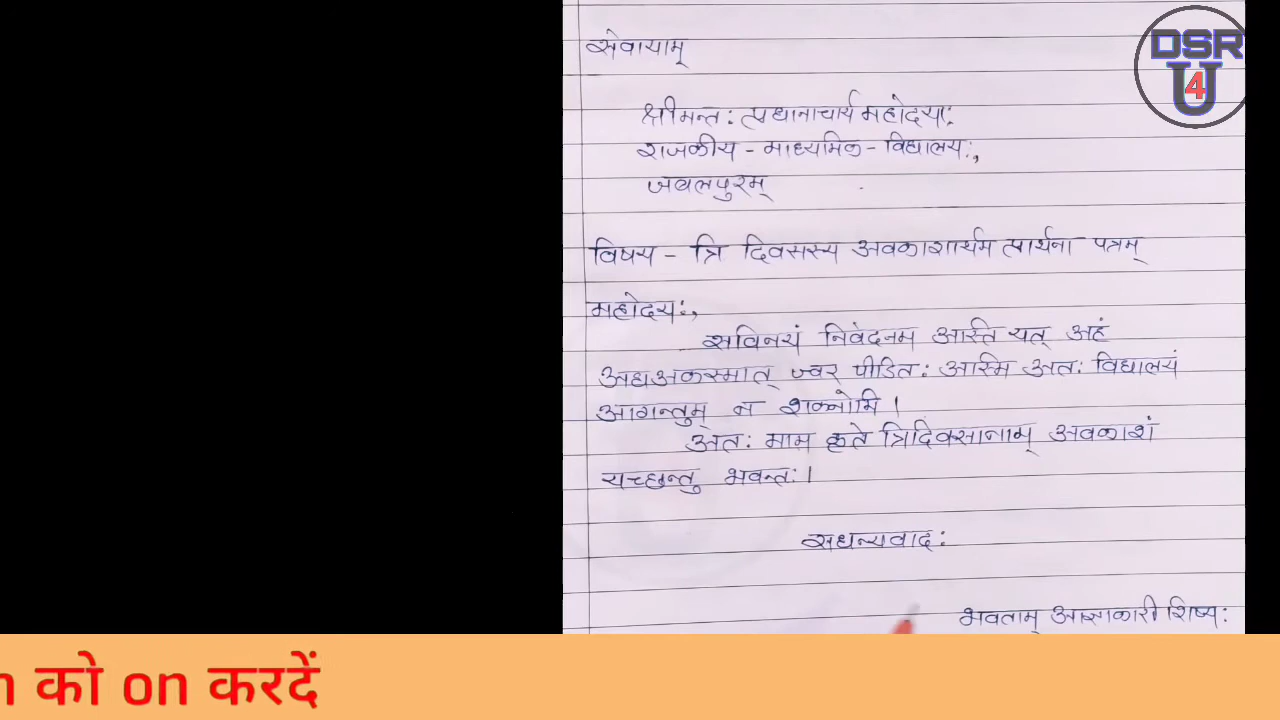 DSR
U
4
सेवायाम्
श्रीमन्तः प्रधानाचार्य महोदयाः
राजकीय - माध्यमिक - विद्यालयः,
जबलपुरम्
विषय - त्रि दिवसस्य अवकाशार्थम प्रार्थना पत्रम्
महोदयः,
सविनयं निवेदनम अस्ति यत् अहं
अद्यअकस्मात् ज्वर पीडितः अस्मि अतः विद्यालयं
आगन्तुम् न शक्नोमि ।
अतः माम कृते त्रिदिवसानाम् अवकाशं
यच्छन्तु भवन्तः।
सधन्यवादः
भवताम् आज्ञाकारी शिष्यः
को on करदें